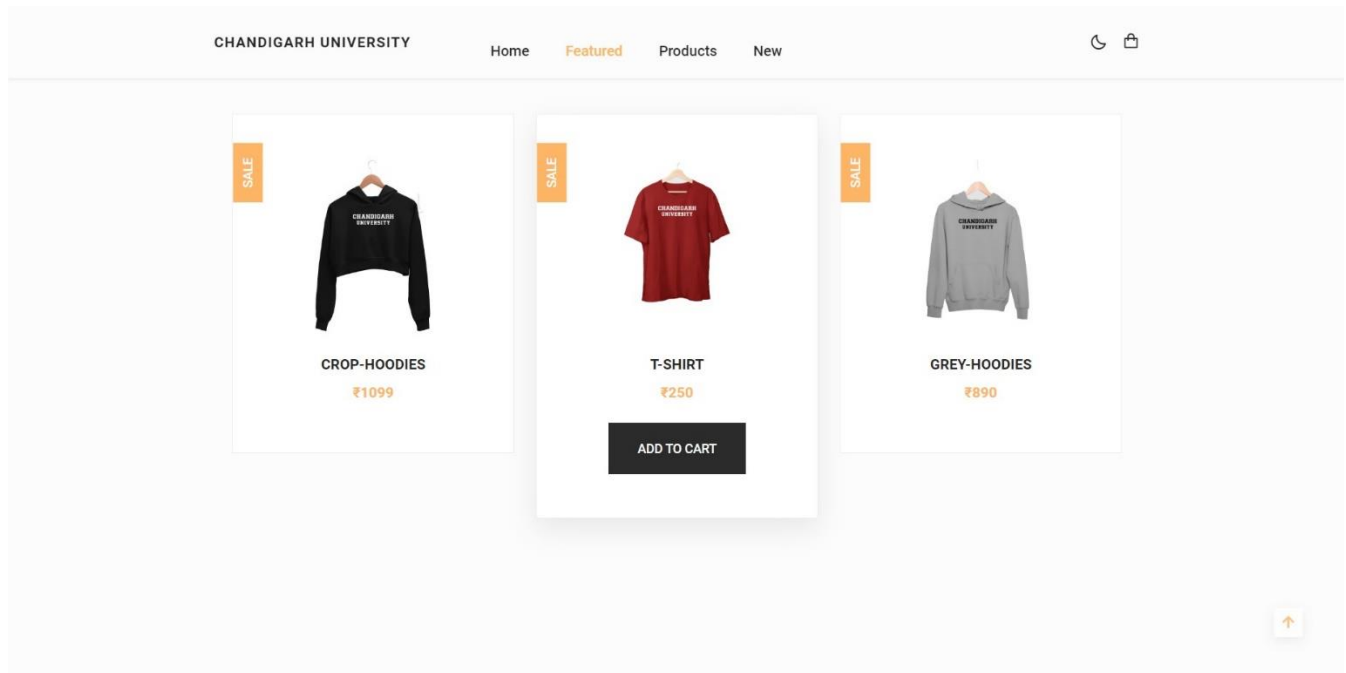 CHANDIGARH UNIVERSITY
Home
Featured
Products
New
SALE
CHANDIGARH
UNIVERSITY
CROP-HOODIES
₹1099
SALE
CHANDIGARH
UNIVERSITY
T-SHIRT
₹250
ADD TO CART
SALE
CHANDIGARH
UNIVERSITY
GREY-HOODIES
₹890